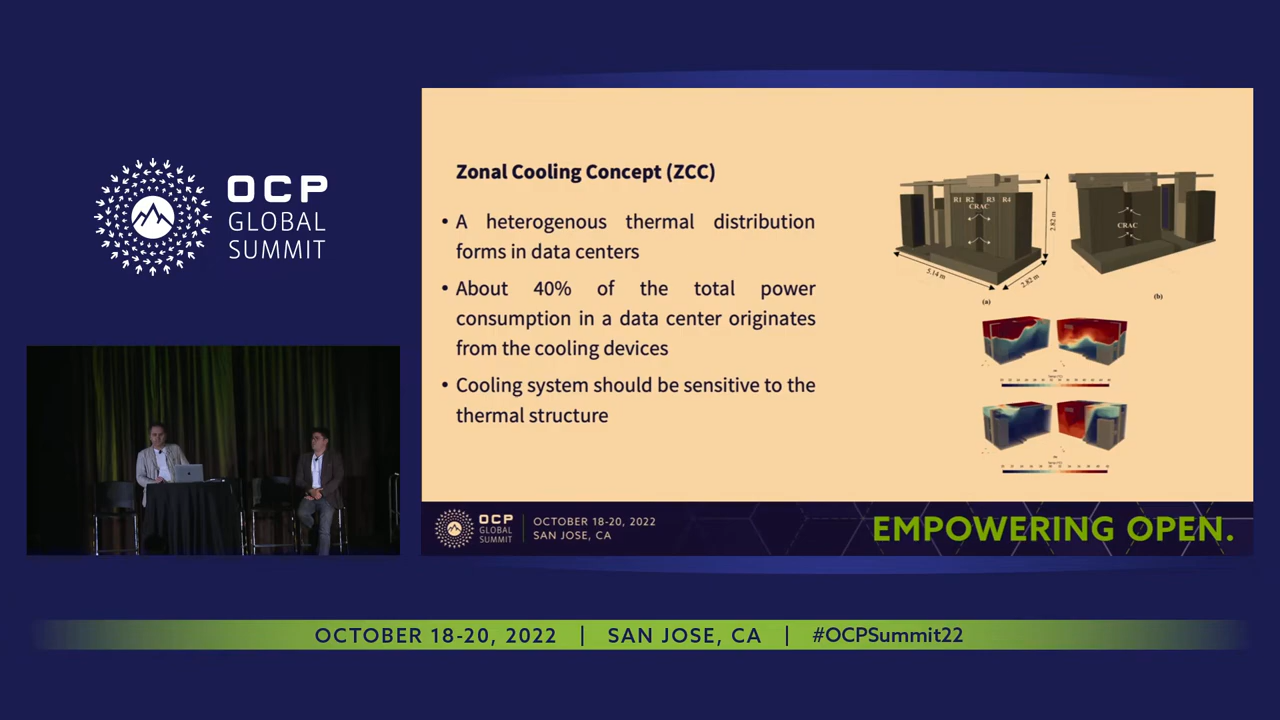 OCP
GLOBAL
SUMMIT
Zonal Cooling Concept (ZCC)
• A heterogenous thermal distribution
forms in data centers
• About 40% of the total power
consumption in a data center originates
from the cooling devices
• Cooling system should be sensitive to the
thermal structure
R1 R2 R3 R4
CRAC
2.82 m
5.14 m
2.82 m
(a)
CRAC
(b)
OCP
GLOBAL
SUMMIT
OCTOBER 18-20, 2022
SAN JOSE, CA
EMPOWERING OPEN.
OCTOBER 18-20, 2022 | SAN JOSE, CA | #OCPSummit22